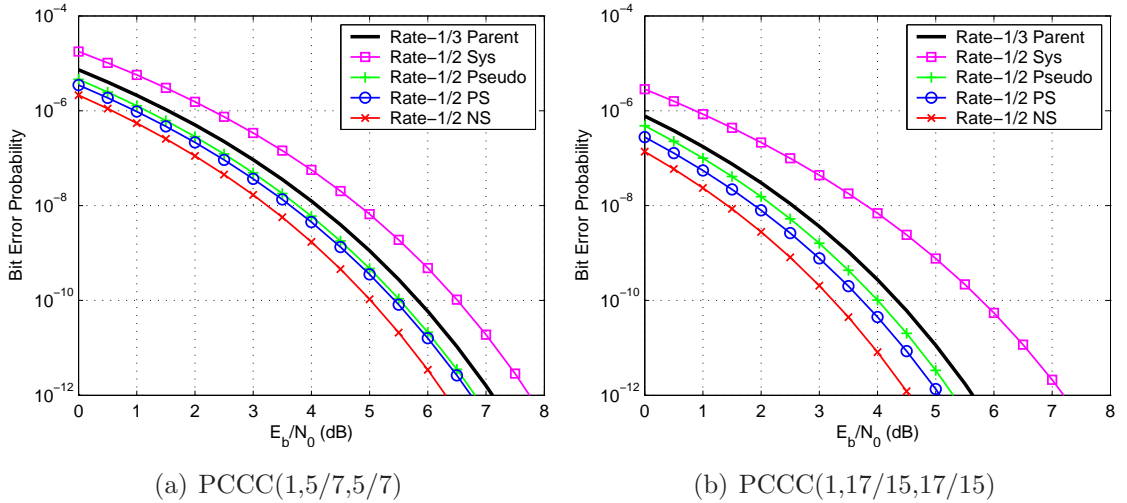 Rate−1/3 Parent
Rate−1/2 Sys
Rate−1/2 Pseudo
Rate−1/2 PS
Rate−1/2 NS
10^−4
10^−6
10^−8
10^−10
10^−12
Bit Error Probability
0 1 2 3 4 5 6 7 8
E_b/N_0 (dB)
(a) PCCC(1,5/7,5/7)
Rate−1/3 Parent
Rate−1/2 Sys
Rate−1/2 Pseudo
Rate−1/2 PS
Rate−1/2 NS
10^−4
10^−6
10^−8
10^−10
10^−12
Bit Error Probability
0 1 2 3 4 5 6 7 8
E_b/N_0 (dB)
(b) PCCC(1,17/15,17/15)